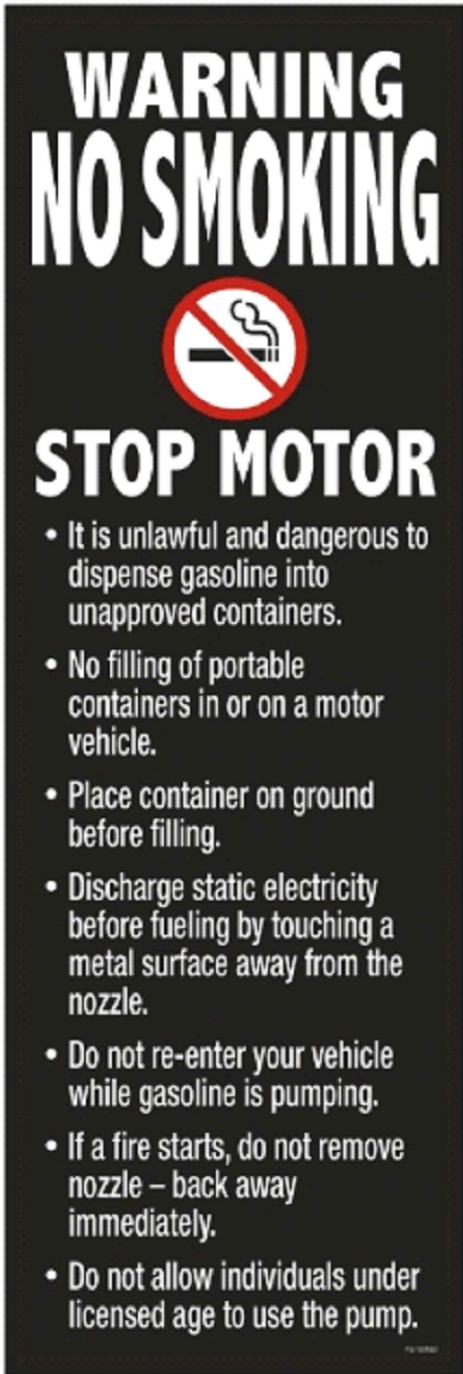 WARNING
NO SMOKING
STOP MOTOR
• It is unlawful and dangerous to
dispense gasoline into
unapproved containers.
• No filling of portable
containers in or on a motor
vehicle.
• Place container on ground
before filling.
• Discharge static electricity
before fueling by touching a
metal surface away from the
nozzle.
• Do not re-enter your vehicle
while gasoline is pumping.
• If a fire starts, do not remove
nozzle – back away
immediately.
• Do not allow individuals under
licensed age to use the pump.